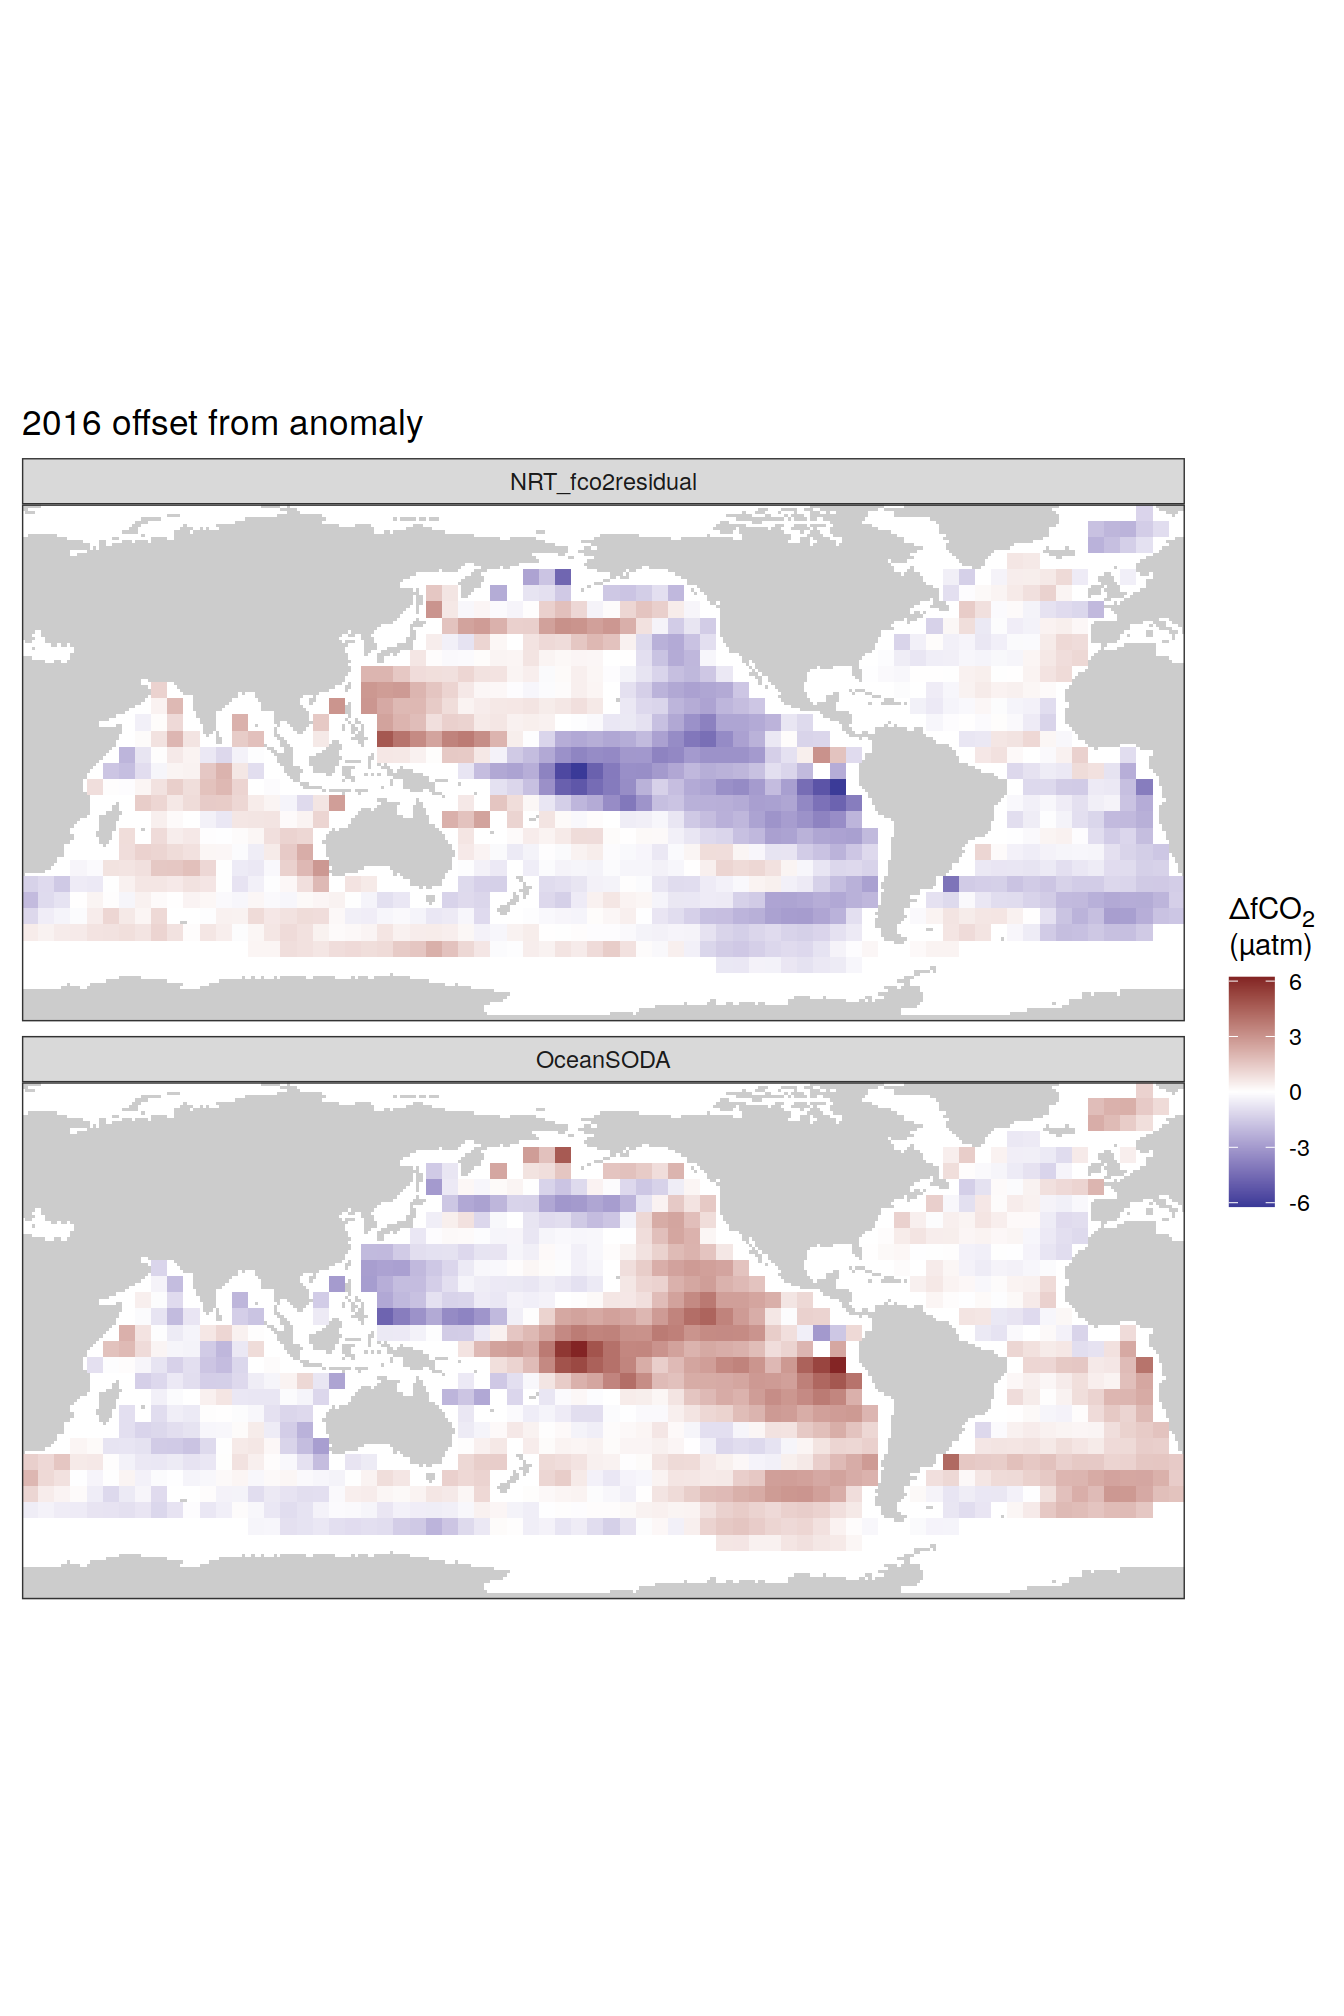 2016 offset from anomaly
NRT_fco2residual
OceanSODA
ΔfCO₂
(µatm)
6
3
0
-3
-6